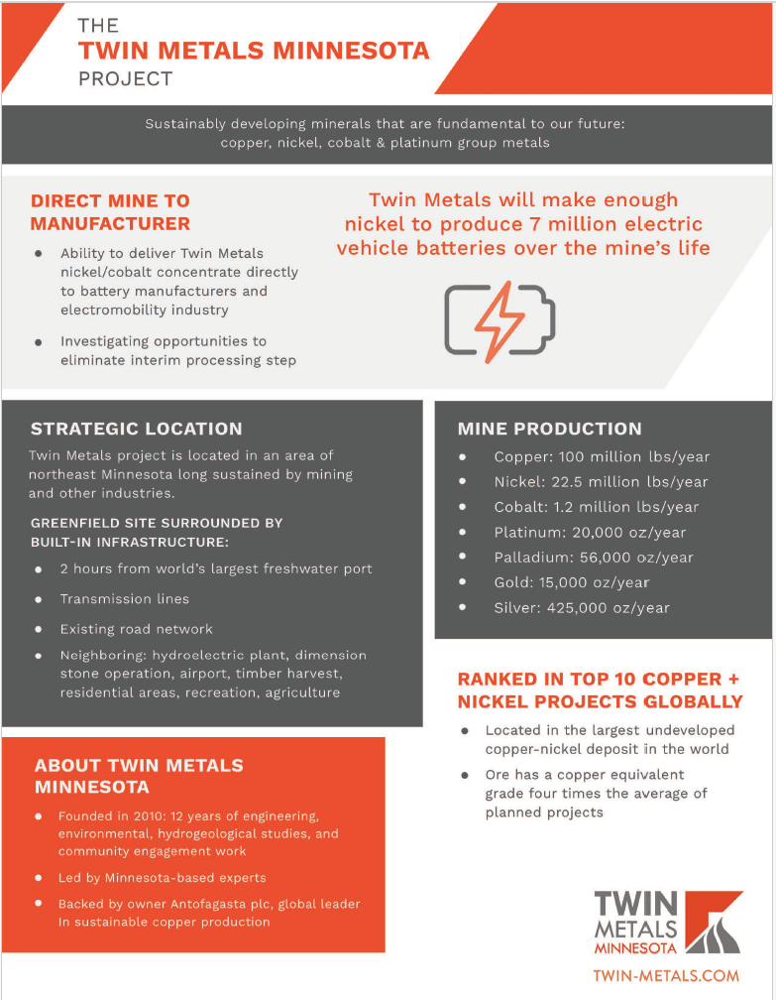 THE
TWIN METALS MINNESOTA
PROJECT
Sustainably developing minerals that are fundamental to our future:
copper, nickel, cobalt & platinum group metals
DIRECT MINE TO
MANUFACTURER
● Ability to deliver Twin Metals
nickel/cobalt concentrate directly
to battery manufacturers and
electromobility industry
● Investigating opportunities to
eliminate interim processing step
Twin Metals will make enough
nickel to produce 7 million electric
vehicle batteries over the mine's life
STRATEGIC LOCATION
Twin Metals project is located in an area of
northeast Minnesota long sustained by mining
and other industries.
GREENFIELD SITE SURROUNDED BY
BUILT-IN INFRASTRUCTURE:
● 2 hours from world's largest freshwater port
● Transmission lines
● Existing road network
● Neighboring: hydroelectric plant, dimension
stone operation, airport, timber harvest,
residential areas, recreation, agriculture
MINE PRODUCTION
● Copper: 100 million lbs/year
● Nickel: 22.5 million lbs/year
● Cobalt: 1.2 million lbs/year
● Platinum: 20,000 oz/year
● Palladium: 56,000 oz/year
● Gold: 15,000 oz/year
● Silver: 425,000 oz/year
RANKED IN TOP 10 COPPER +
NICKEL PROJECTS GLOBALLY
● Located in the largest undeveloped
copper-nickel deposit in the world
● Ore has a copper equivalent
grade four times the average of
planned projects
ABOUT TWIN METALS
MINNESOTA
● Founded in 2010: 12 years of engineering,
environmental, hydrogeological studies, and
community engagement work
● Led by Minnesota-based experts
● Backed by owner Antofagasta plc, global leader
In sustainable copper production
TWIN
METALS
MINNESOTA
TWIN-METALS.COM